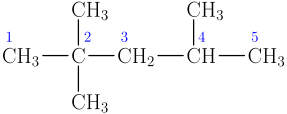 CH₃ CH₃
1 2 3 4 5
CH₃ — C — CH₂ — CH — CH₃
CH₃